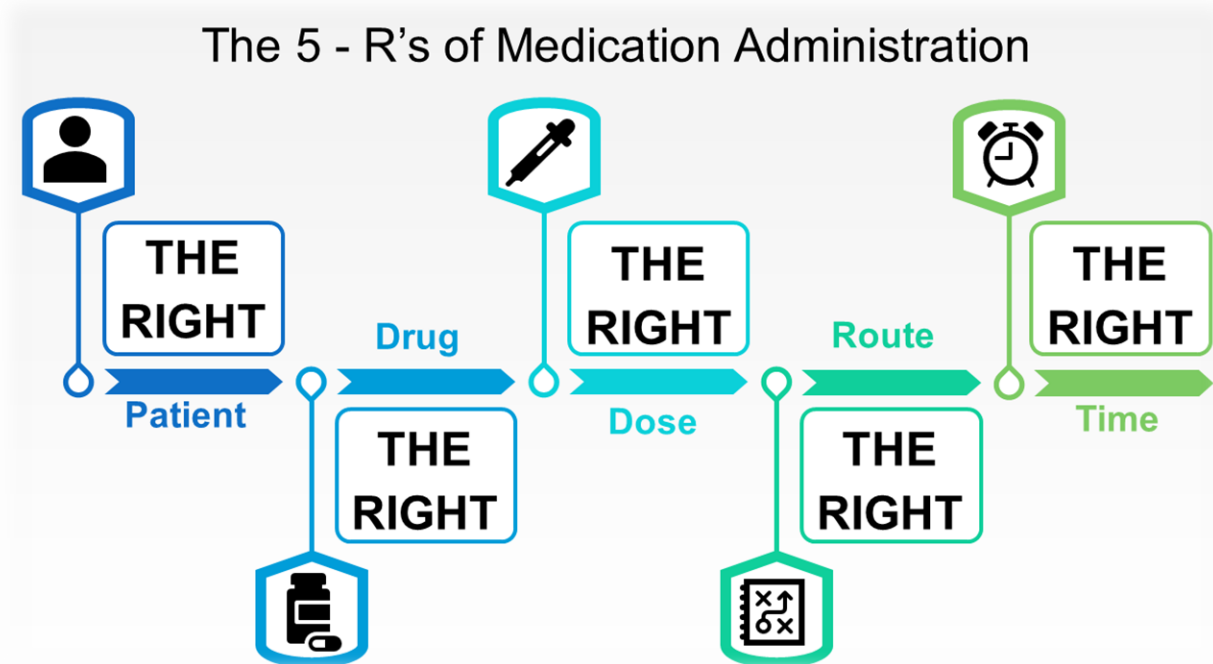 The 5 - R’s of Medication Administration
THE
RIGHT
Patient
Drug
THE
RIGHT
THE
RIGHT
Dose
Route
THE
RIGHT
THE
RIGHT
Time